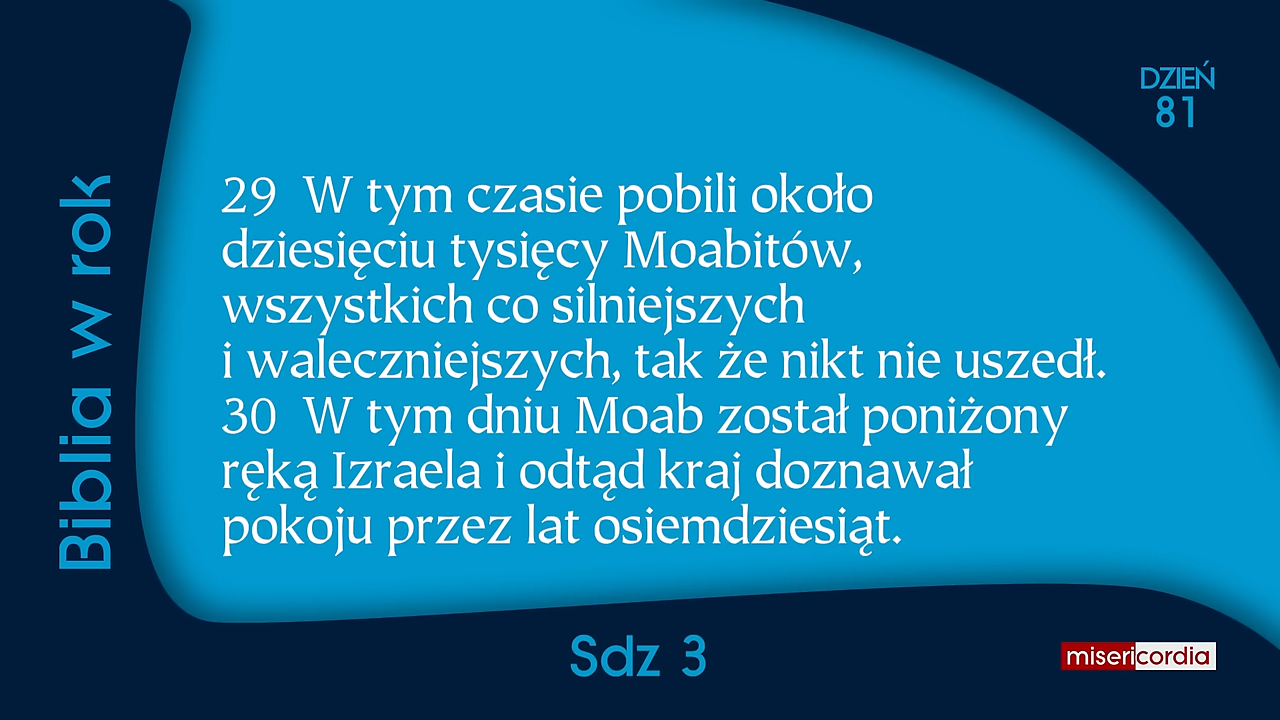 DZIEŃ
81
Biblia w rok
29 W tym czasie pobili około
dziesięciu tysięcy Moabitów,
wszystkich co silniejszych
i waleczniejszych, tak że nikt nie uszedł.
30 W tym dniu Moab został poniżony
ręką Izraela i odtąd kraj doznawał
pokoju przez lat osiemdziesiąt.
Sdz 3
misericordia